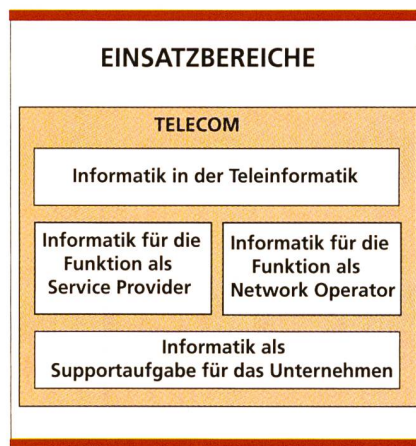 EINSATZBEREICHE
TELECOM
Informatik in der Teleinformatik
Informatik für die
Funktion als
Service Provider
Informatik für die
Funktion als
Network Operator
Informatik als
Supportaufgabe für das Unternehmen